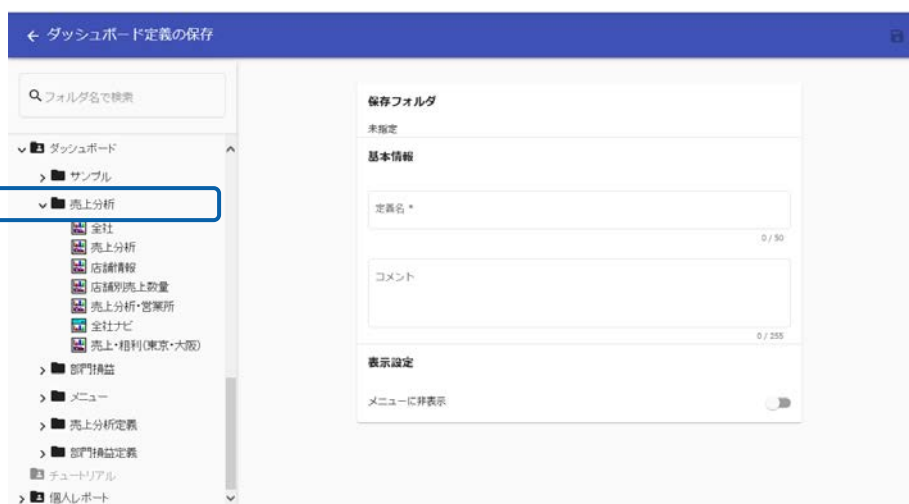 ダッシュボード定義の保存
フォルダ名で検索
ダッシュボード
サンプル
売上分析
全社
売上分析
店舗情報
店舗別売上数量
売上分析・営業所
全社ナビ
売上・粗利(東京・大阪)
部門損益
メニュー
売上分析定義
部門損益定義
チュートリアル
個人レポート
保存フォルダ
未指定
基本情報
定義名 *
0 / 50
コメント
0 / 255
表示設定
メニューに非表示